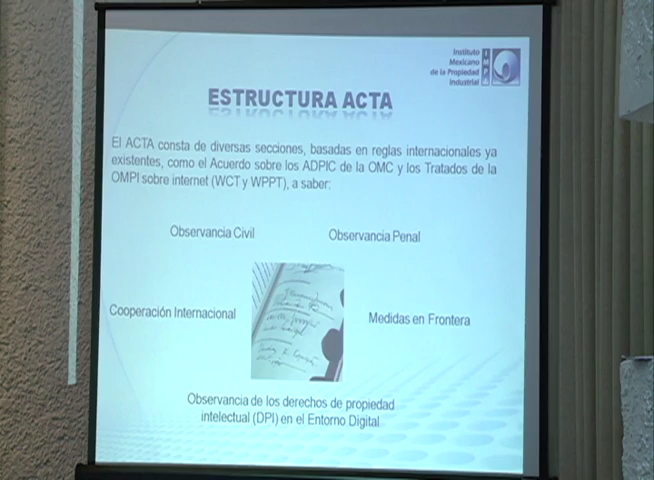 Instituto
Mexicano
de la Propiedad
Industrial
IMPI
ESTRUCTURA ACTA
El ACTA consta de diversas secciones, basadas en reglas internacionales ya
existentes, como el Acuerdo sobre los ADPIC de la OMC y los Tratados de la
OMPI sobre internet (WCT y WPPT), a saber:
Observancia Civil
Observancia Penal
Cooperación Internacional
Medidas en Frontera
Observancia de los derechos de propiedad
intelectual (DPI) en el Entorno Digital